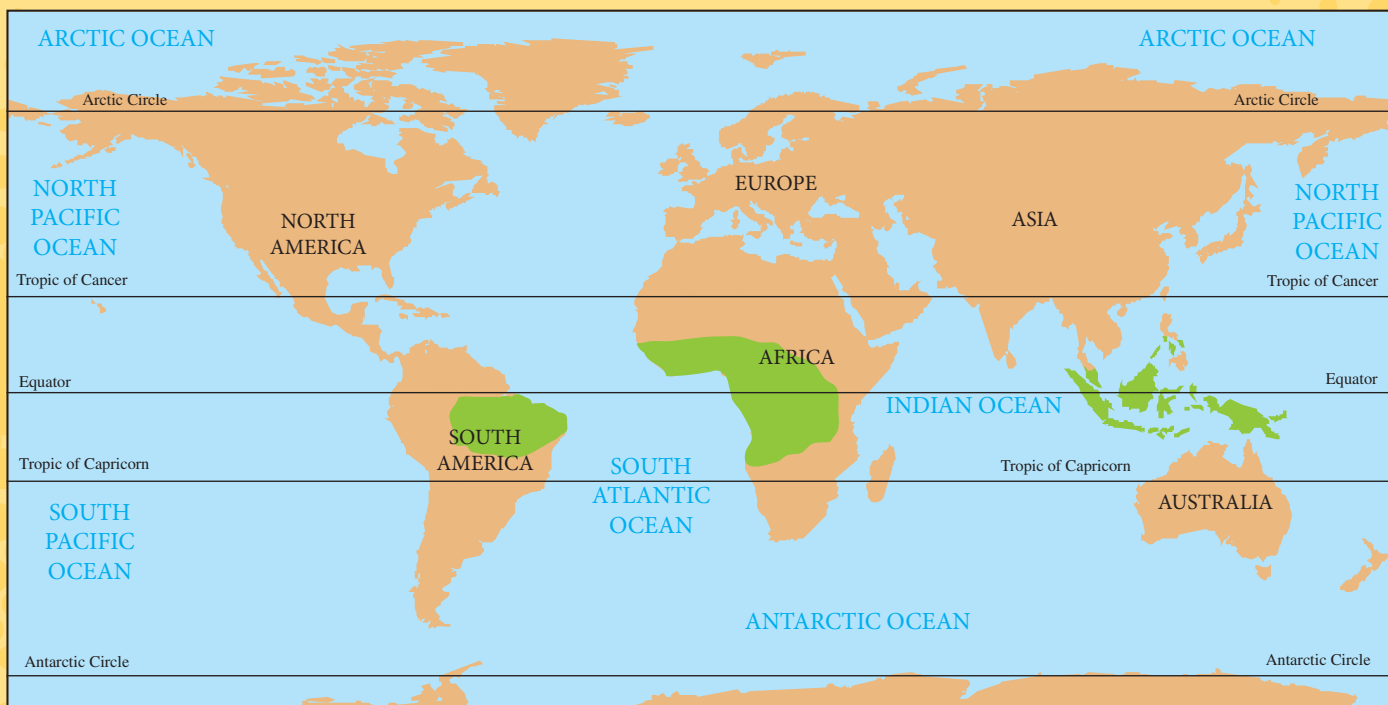 ARCTIC OCEAN
ARCTIC OCEAN
Arctic Circle
Arctic Circle
NORTH
PACIFIC
OCEAN
NORTH
AMERICA
EUROPE
ASIA
NORTH
PACIFIC
OCEAN
Tropic of Cancer
Tropic of Cancer
AFRICA
Equator
Equator
INDIAN OCEAN
SOUTH
AMERICA
Tropic of Capricorn
SOUTH
ATLANTIC
OCEAN
Tropic of Capricorn
AUSTRALIA
SOUTH
PACIFIC
OCEAN
ANTARCTIC OCEAN
Antarctic Circle
Antarctic Circle